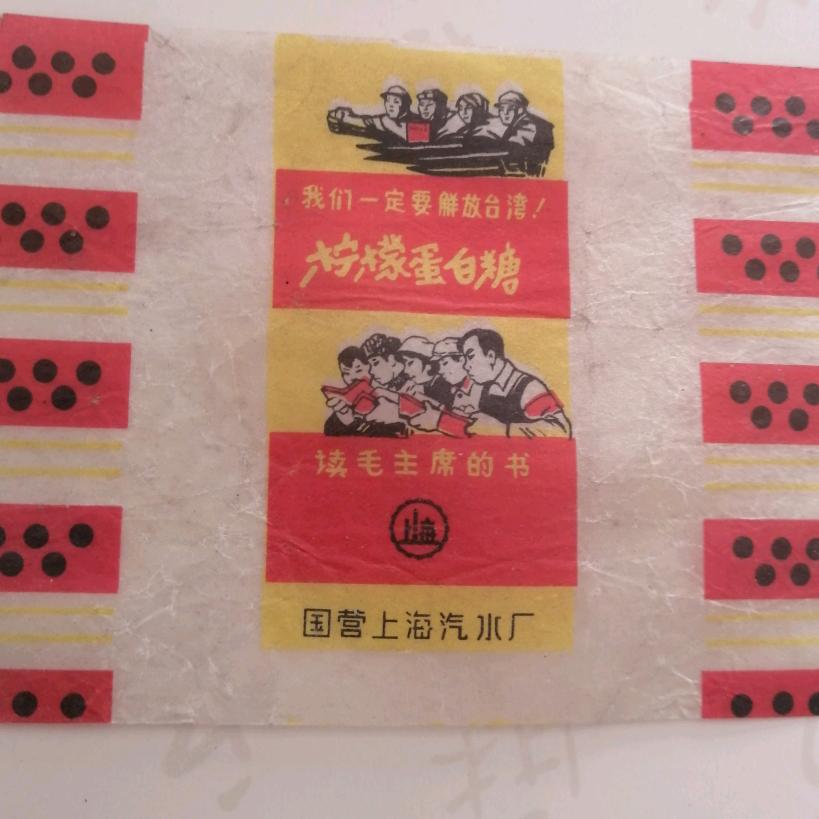 我们一定要解放台湾！
柠檬蛋白糖
读毛主席的书
上海
国营上海汽水厂